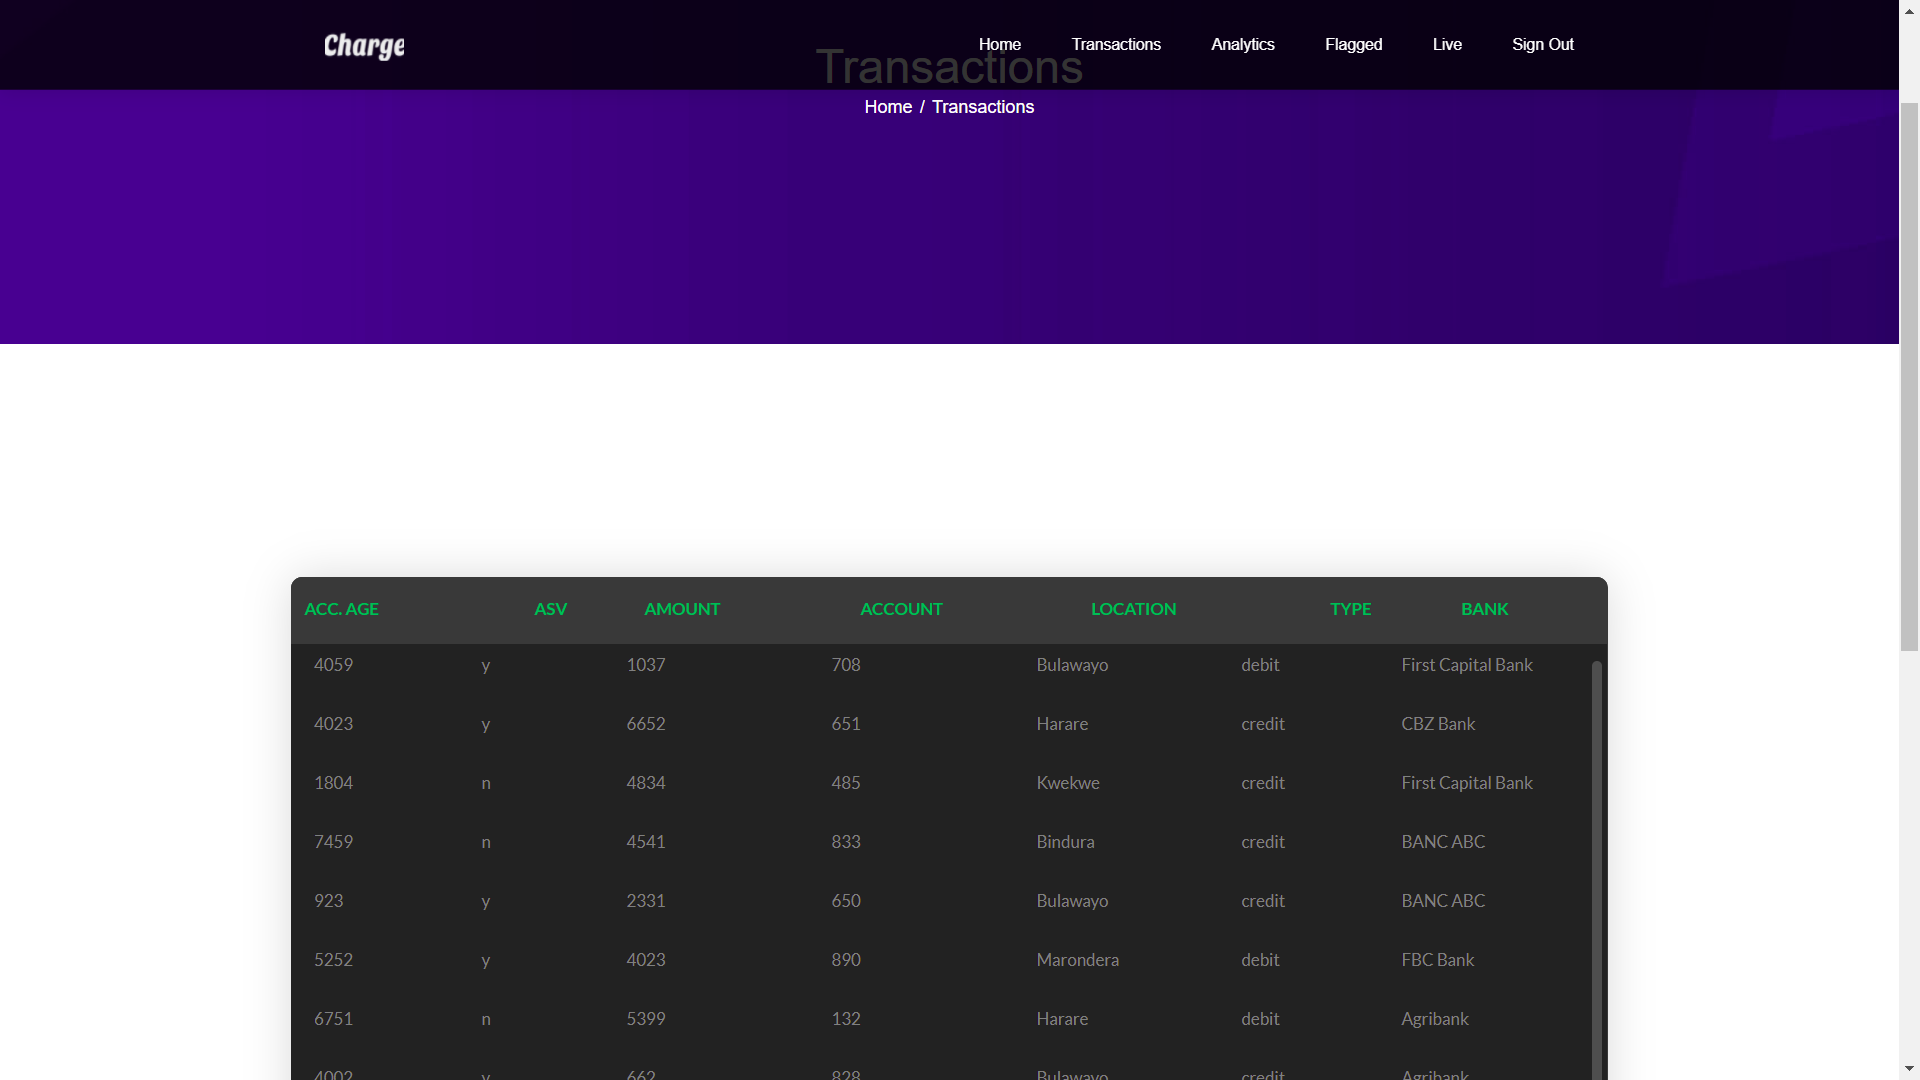 Charge
Home Transactions Analytics Flagged Live Sign Out
Transactions
Home / Transactions
ACC. AGE ASV AMOUNT ACCOUNT LOCATION TYPE BANK
4059 y 1037 708 Bulawayo debit First Capital Bank
4023 y 6652 651 Harare credit CBZ Bank
1804 n 4834 485 Kwekwe credit First Capital Bank
7459 n 4541 833 Bindura credit BANC ABC
923 y 2331 650 Bulawayo credit BANC ABC
5252 y 4023 890 Marondera debit FBC Bank
6751 n 5399 132 Harare debit Agribank
4002 y 662 828 Bulawayo credit Agribank